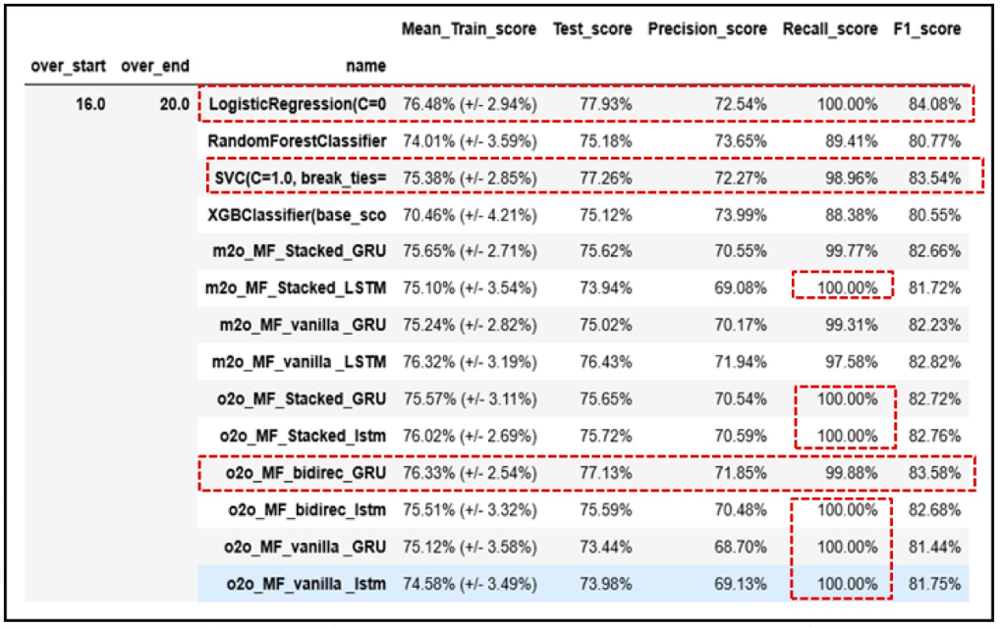 Mean_Train_score Test_score Precision_score Recall_score F1_score
over_start over_end name
16.0 20.0 LogisticRegression(C=0 76.48% (+/- 2.94%) 77.93% 72.54% 100.00% 84.08%
RandomForestClassifier 74.01% (+/- 3.59%) 75.18% 73.65% 89.41% 80.77%
SVC(C=1.0, break_ties= 75.38% (+/- 2.85%) 77.26% 72.27% 98.96% 83.54%
XGBClassifier(base_sco 70.46% (+/- 4.21%) 75.12% 73.99% 88.38% 80.55%
m2o_MF_Stacked_GRU 75.65% (+/- 2.71%) 75.62% 70.55% 99.77% 82.66%
m2o_MF_Stacked_LSTM 75.10% (+/- 3.54%) 73.94% 69.08% 100.00% 81.72%
m2o_MF_vanilla _GRU 75.24% (+/- 2.82%) 75.02% 70.17% 99.31% 82.23%
m2o_MF_vanilla _LSTM 76.32% (+/- 3.19%) 76.43% 71.94% 97.58% 82.82%
o2o_MF_Stacked_GRU 75.57% (+/- 3.11%) 75.65% 70.54% 100.00% 82.72%
o2o_MF_Stacked_lstm 76.02% (+/- 2.69%) 75.72% 70.59% 100.00% 82.76%
o2o_MF_bidirec_GRU 76.33% (+/- 2.54%) 77.13% 71.85% 99.88% 83.58%
o2o_MF_bidirec_lstm 75.51% (+/- 3.32%) 75.59% 70.48% 100.00% 82.68%
o2o_MF_vanilla _GRU 75.12% (+/- 3.58%) 73.44% 68.70% 100.00% 81.44%
o2o_MF_vanilla _lstm 74.58% (+/- 3.49%) 73.98% 69.13% 100.00% 81.75%